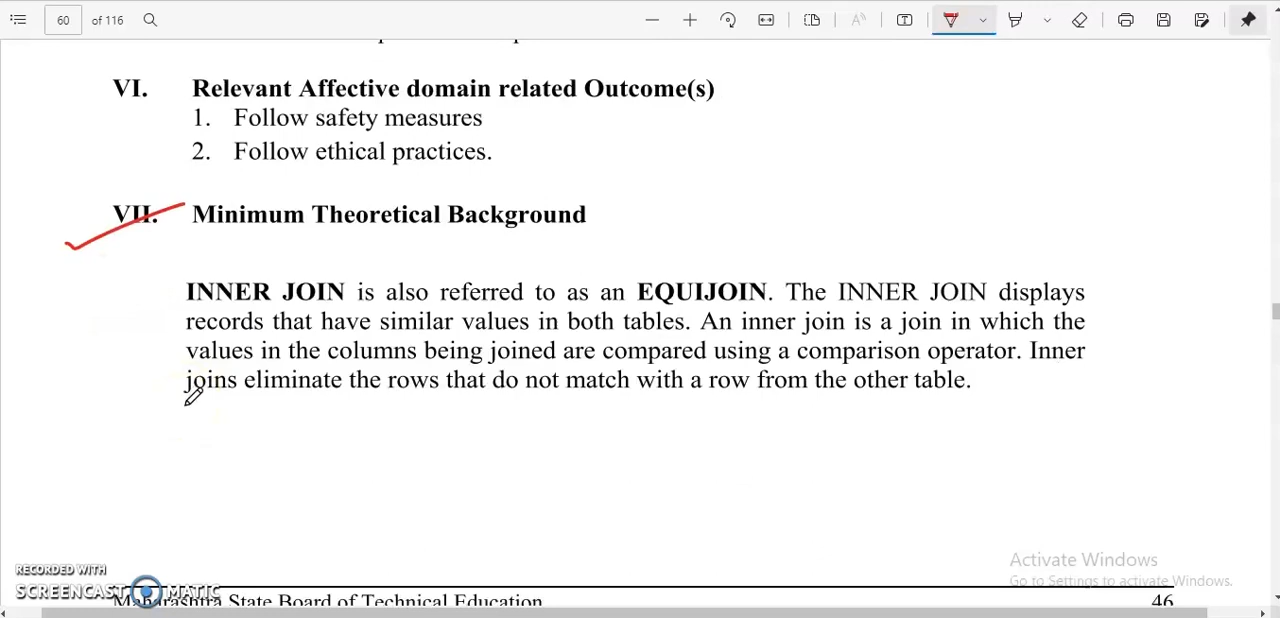 60 of 116
VI. Relevant Affective domain related Outcome(s)
1. Follow safety measures
2. Follow ethical practices.
VII. Minimum Theoretical Background
INNER JOIN is also referred to as an EQUIJOIN. The INNER JOIN displays
records that have similar values in both tables. An inner join is a join in which the
values in the columns being joined are compared using a comparison operator. Inner
joins eliminate the rows that do not match with a row from the other table.
Activate Windows
Go to Settings to activate Windows.
RECORDED WITH
SCREENCAST MATIC
Maharashtra State Board of Technical Education 46